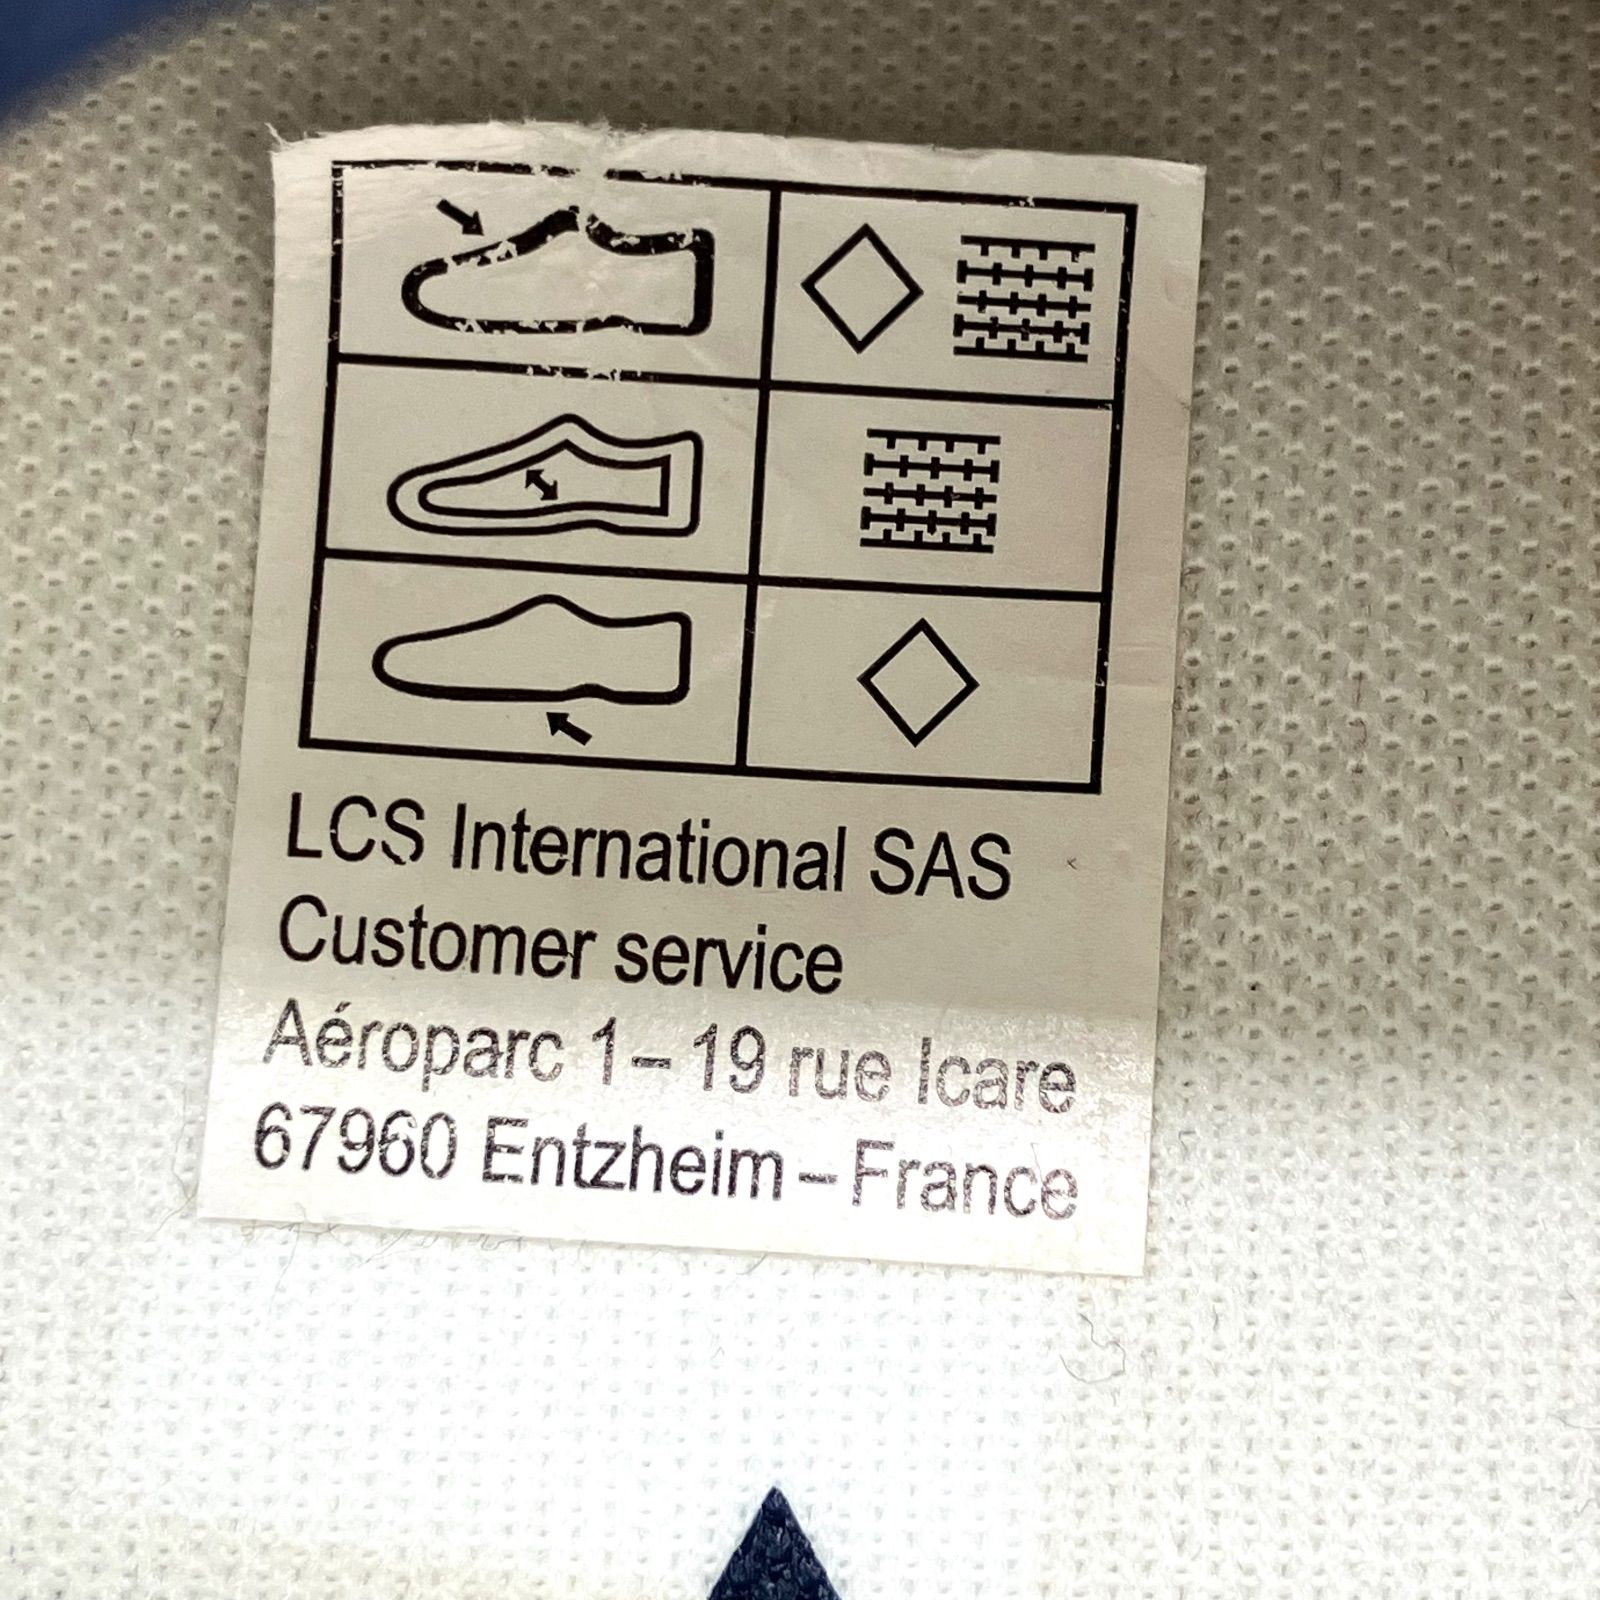 LCS International SAS
Customer service
Aéroparc 1– 19 rue Icare
67960 Entzheim – France